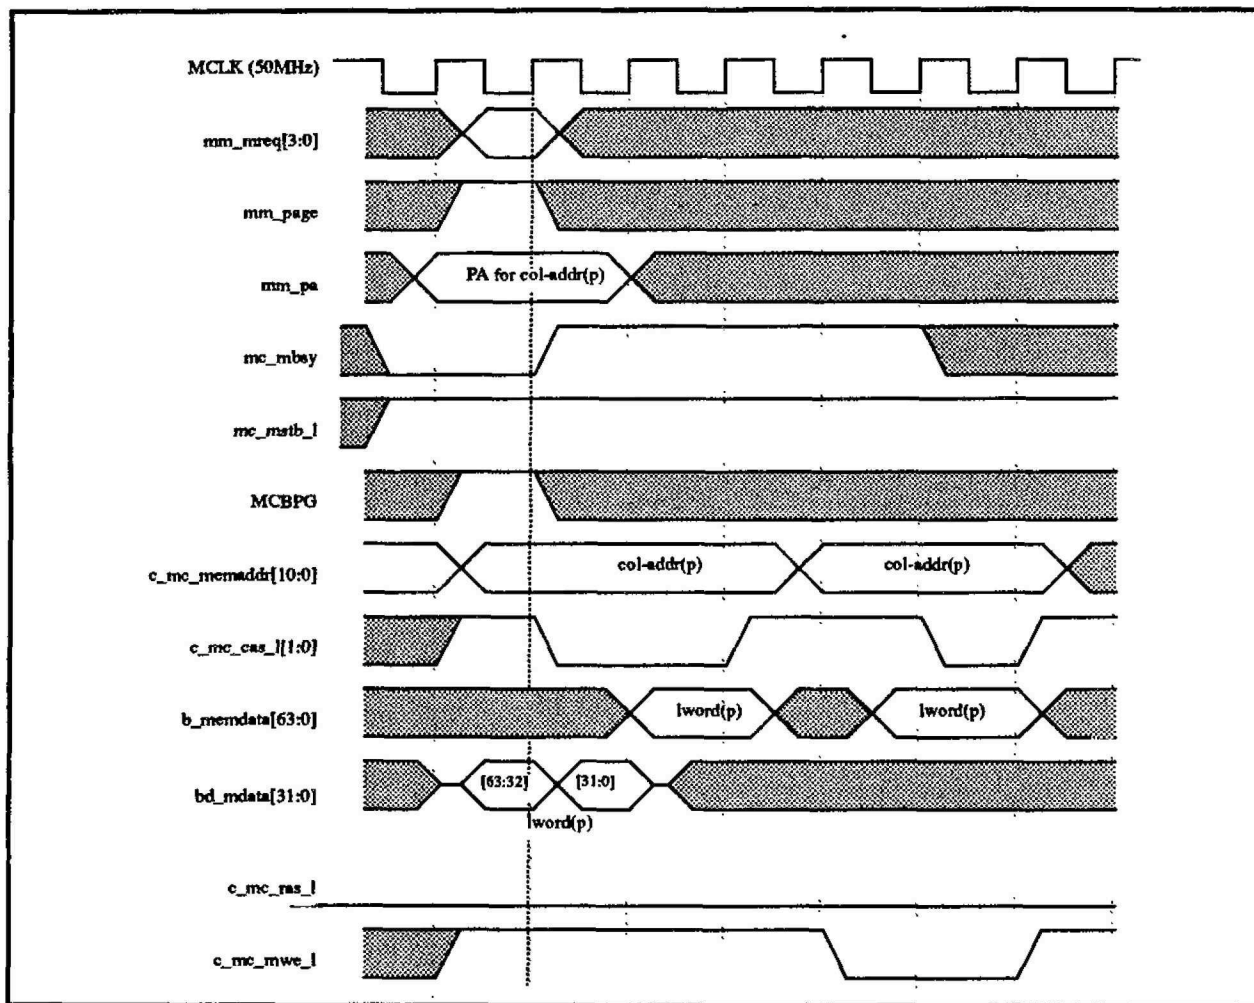 MCLK (50MHz)
mm_mreq[3:0]
mm_page
mm_pa PA for col-addr(p)
mc_mbsy
mc_mstb_l
MCBPG
c_mc_memaddr[10:0] col-addr(p) col-addr(p)
c_mc_cas_l[1:0]
b_memdata[63:0] lword(p) lword(p)
bd_mdata[31:0] [63:32] [31:0]
lword(p)
c_mc_ras_l
c_mc_mwe_l